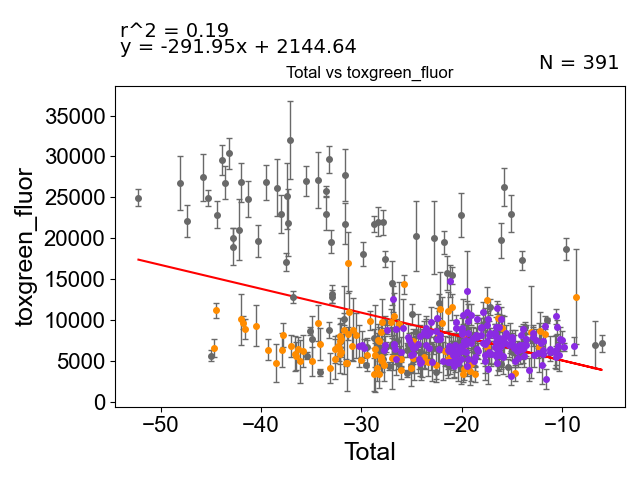 r^2 = 0.19
y = -291.95x + 2144.64
N = 391
Total vs toxgreen_fluor
35000
30000
25000
20000
15000
10000
5000
0
toxgreen_fluor
−50
−40
−30
−20
−10
Total